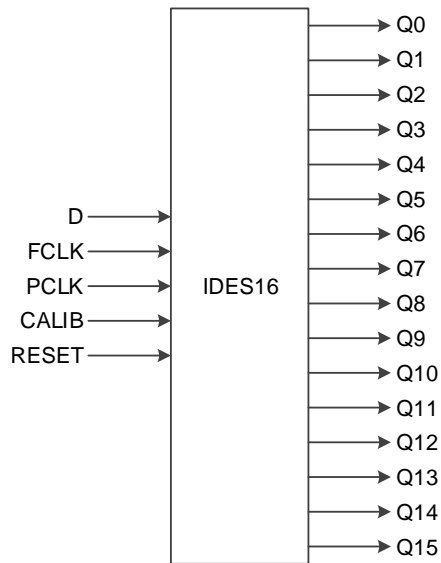 D
FCLK
PCLK
CALIB
RESET
IDES16
Q0
Q1
Q2
Q3
Q4
Q5
Q6
Q7
Q8
Q9
Q10
Q11
Q12
Q13
Q14
Q15